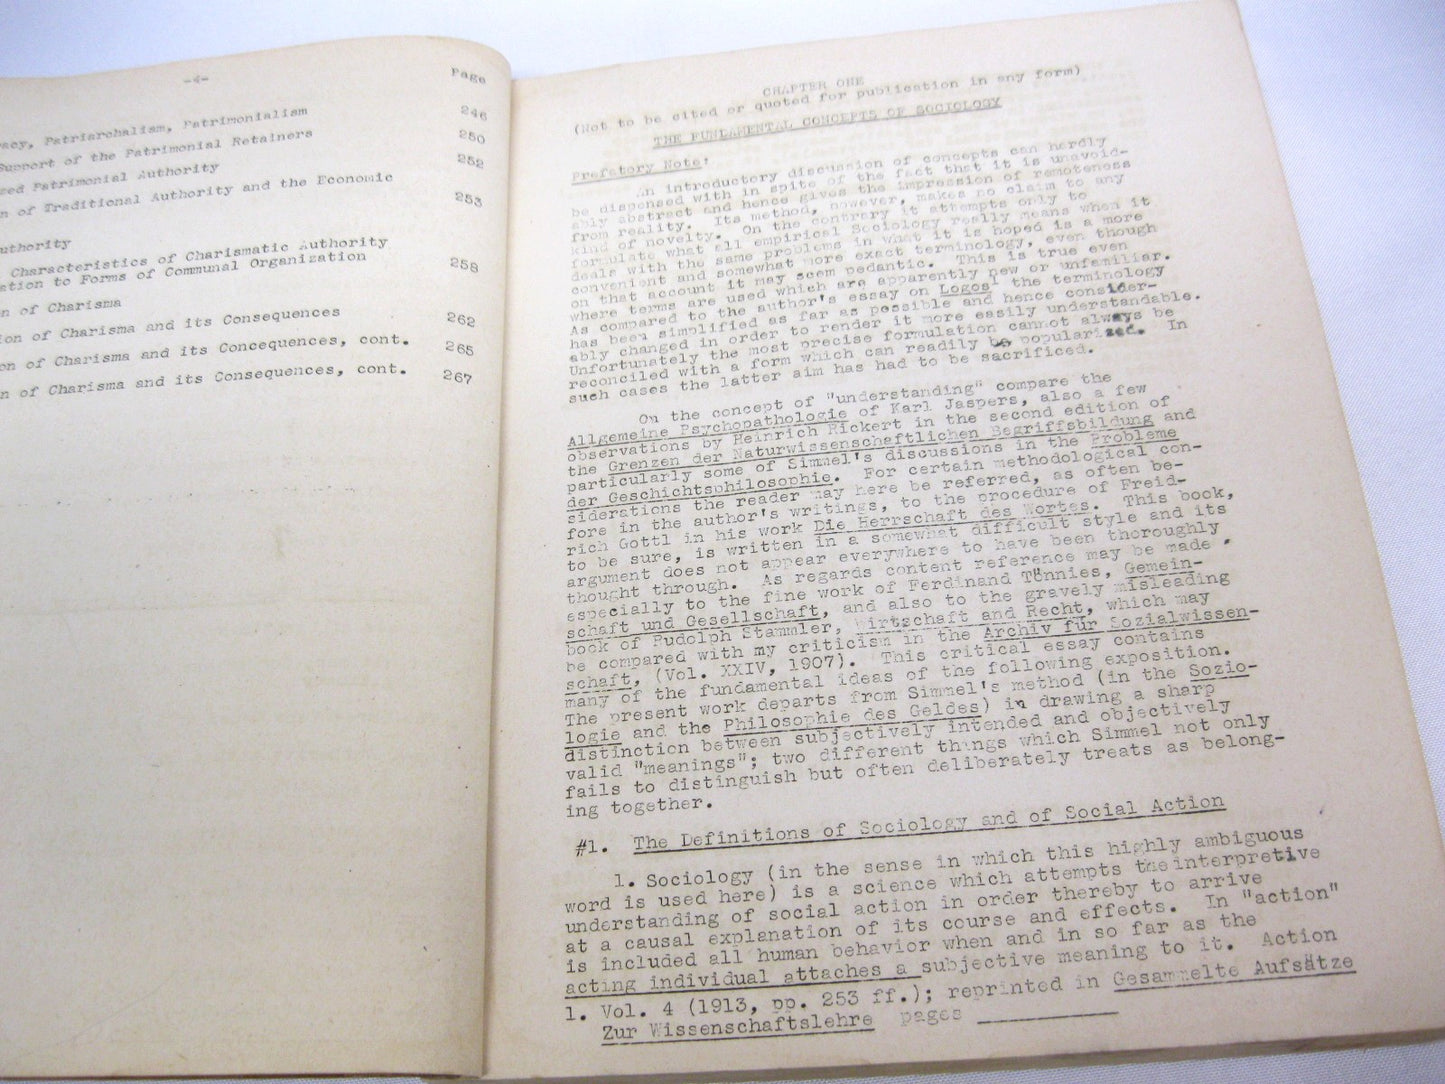 -4-
Page
acy, Patriarchalism, Patrimonialism 246
Support of the Patrimonial Retainers 250
zed Patrimonial Authority 252
n of Traditional Authority and the Economic 253
uthority
Characteristics of Charismatic Authority
ation to Forms of Communal Organization 258
n of Charisma
ion of Charisma and its Consequences 262
on of Charisma and its Concequences, cont. 265
n of Charisma and its Consequences, cont. 267
CHAPTER ONE
(Not to be cited or quoted for publication in any form)
THE FUNDAMENTAL CONCEPTS OF SOCIOLOGY
Prefatory Note:
An introductory discussion of concepts can hardly
be dispensed with in spite of the fact that it is unavoid-
ably abstract and hence gives the impression of remoteness
from reality. Its method, however, makes no claim to any
kind of novelty. On the contrary it attempts only to
formulate what all empirical Sociology really means when it
deals with the same problems in what it is hoped is a more
convenient and somewhat more exact terminology, even though
on that account it may seem pedantic. This is true even
where terms are used which are apparently new or unfamiliar.
As compared to the author's essay on Logos1 the terminology
has been simplified as far as possible and hence consider-
ably changed in order to render it more easily understandable.
Unfortunately the most precise formulation cannot always be
reconciled with a form which can readily be popularized. In
such cases the latter aim has had to be sacrificed.
On the concept of "understanding" compare the
Allgemeine Psychopathologie of Karl Jaspers, also a few
observations by Heinrich Rickert in the second edition of
the Grenzen der Naturwissenschaftlichen Begriffsbildung and
particularly some of Simmel's discussions in the Probleme
der Geschichtsphilosophie. For certain methodological con-
siderations the reader may here be referred, as often be-
fore in the author's writings, to the procedure of Freid-
rich Gottl in his work Die Herrschaft des Wortes. This book,
to be sure, is written in a somewhat difficult style and its
argument does not appear everywhere to have been thoroughly
thought through. As regards content reference may be made
especially to the fine work of Ferdinand Tönnies, Gemein-
schaft und Gesellschaft, and also to the gravely misleading
book of Rudolph Stammler, Wirtschaft and Recht, which may
be compared with my criticism in the Archiv für Sozialwissen-
schaft, (Vol. XXIV, 1907). This critical essay contains
many of the fundamental ideas of the following exposition.
The present work departs from Simmel's method (in the Sozio-
logie and the Philosophie des Geldes) in drawing a sharp
distinction between subjectively intended and objectively
valid "meanings"; two different things which Simmel not only
fails to distinguish but often deliberately treats as belong-
ing together.
#1. The Definitions of Sociology and of Social Action
1. Sociology (in the sense in which this highly ambiguous
word is used here) is a science which attempts the interpretive
understanding of social action in order thereby to arrive
at a causal explanation of its course and effects. In "action"
is included all human behavior when and in so far as the
acting individual attaches a subjective meaning to it. Action
1. Vol. 4 (1913, pp. 253 ff.); reprinted in Gesammelte Aufsätze
Zur Wissenschaftslehre pages